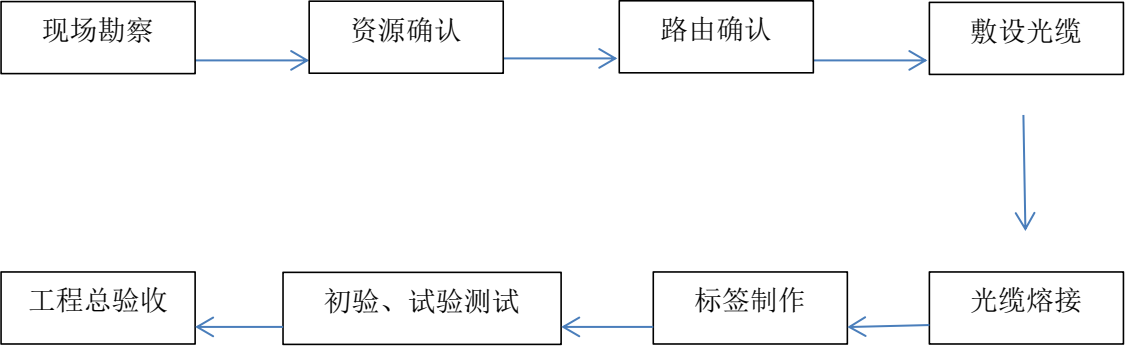 现场勘察
资源确认
路由确认
敷设光缆
光缆熔接
标签制作
初验、试验测试
工程总验收